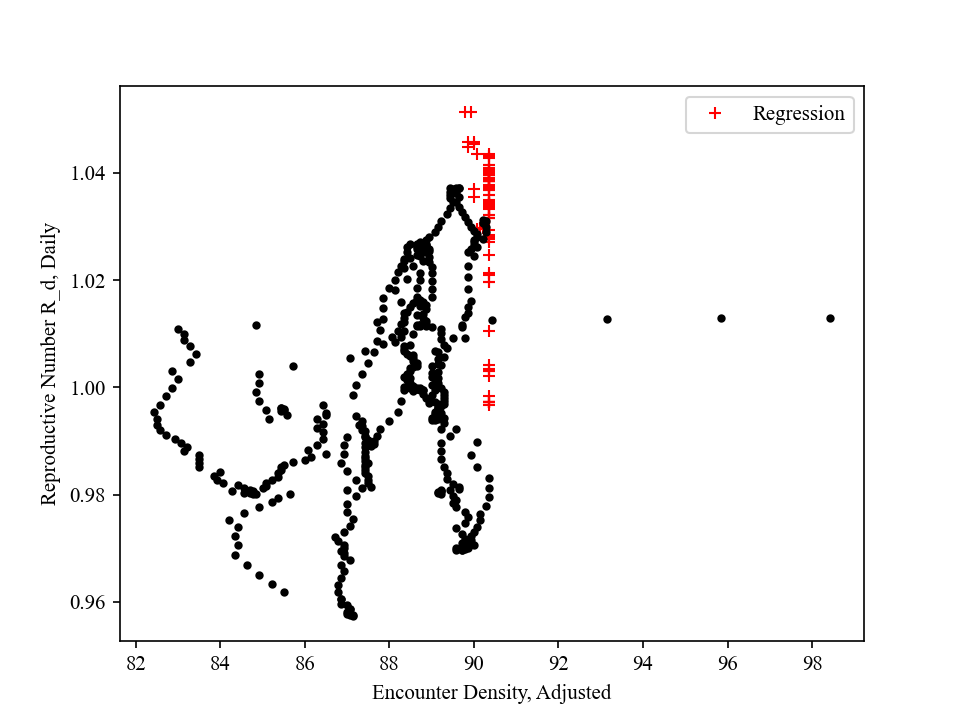 Regression
1.04
1.02
1.00
0.98
0.96
Reproductive Number R_d, Daily
82 84 86 88 90 92 94 96 98
Encounter Density, Adjusted